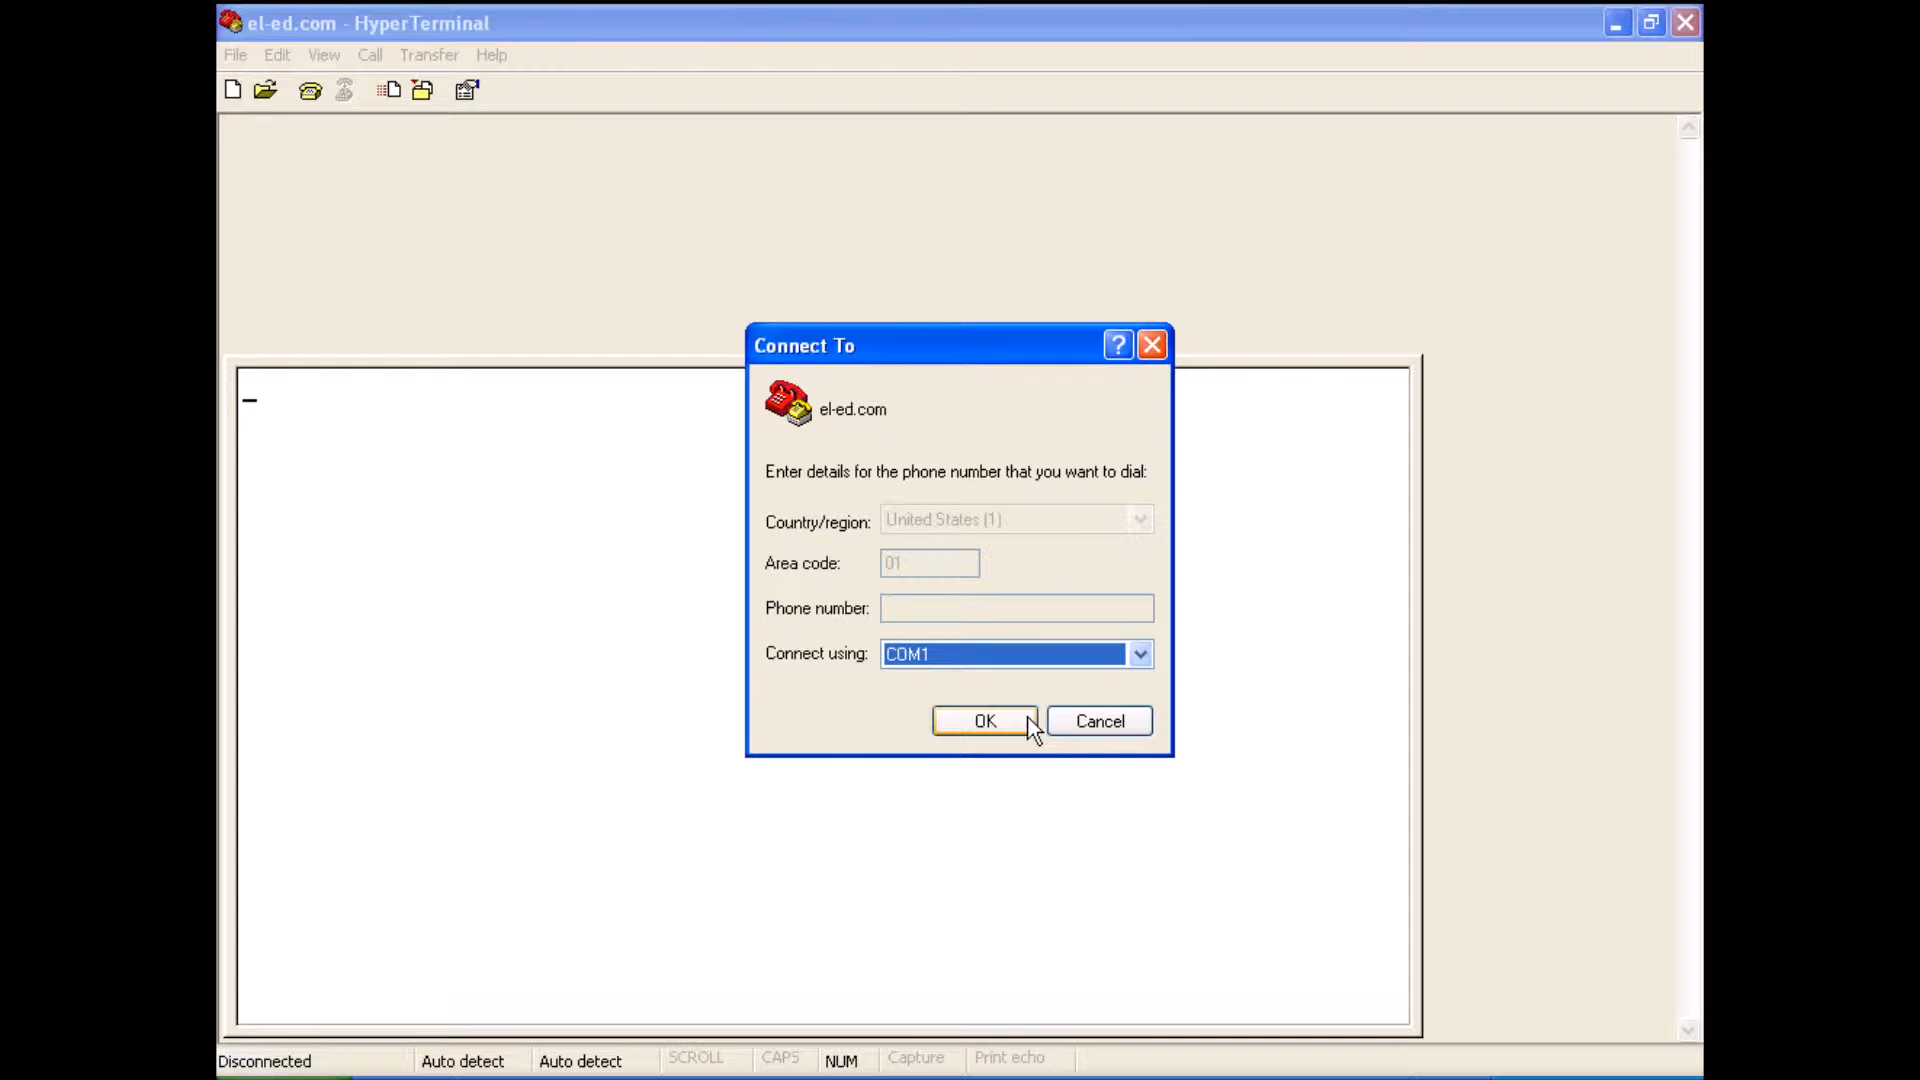 el-ed.com - HyperTerminal
File Edit View Call Transfer Help
Connect To
el-ed.com
Enter details for the phone number that you want to dial:
Country/region: United States (1)
Area code: 01
Phone number:
Connect using: COM1
OK Cancel
Disconnected Auto detect Auto detect SCROLL CAPS NUM Capture Print echo